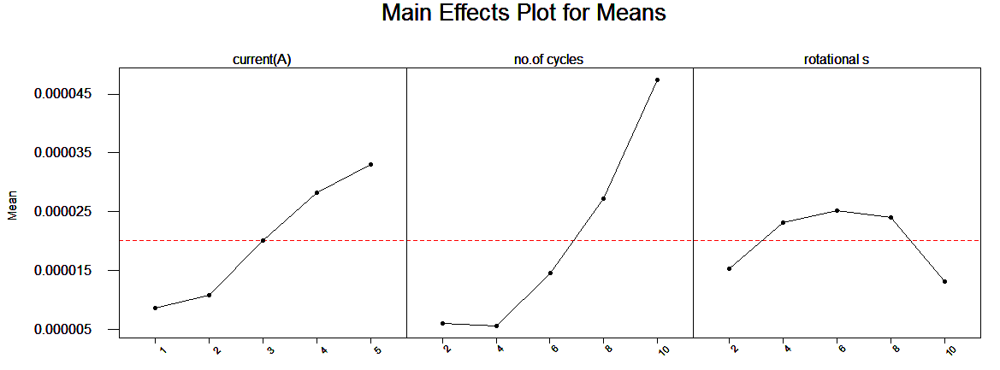 Main Effects Plot for Means
current(A) no.of cycles rotational s
0.000045
0.000035
0.000025
0.000015
0.000005
Mean
1 2 3 4 5 2 4 6 8 10 2 4 6 8 10